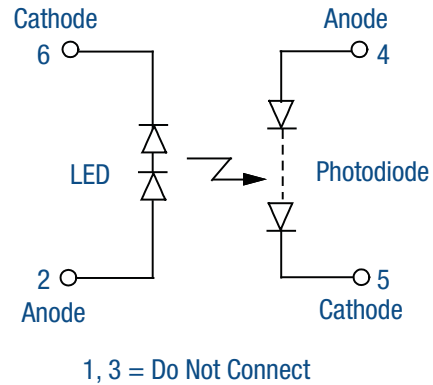 Cathode
6
LED
2
Anode
Anode
4
Photodiode
5
Cathode
1, 3 = Do Not Connect